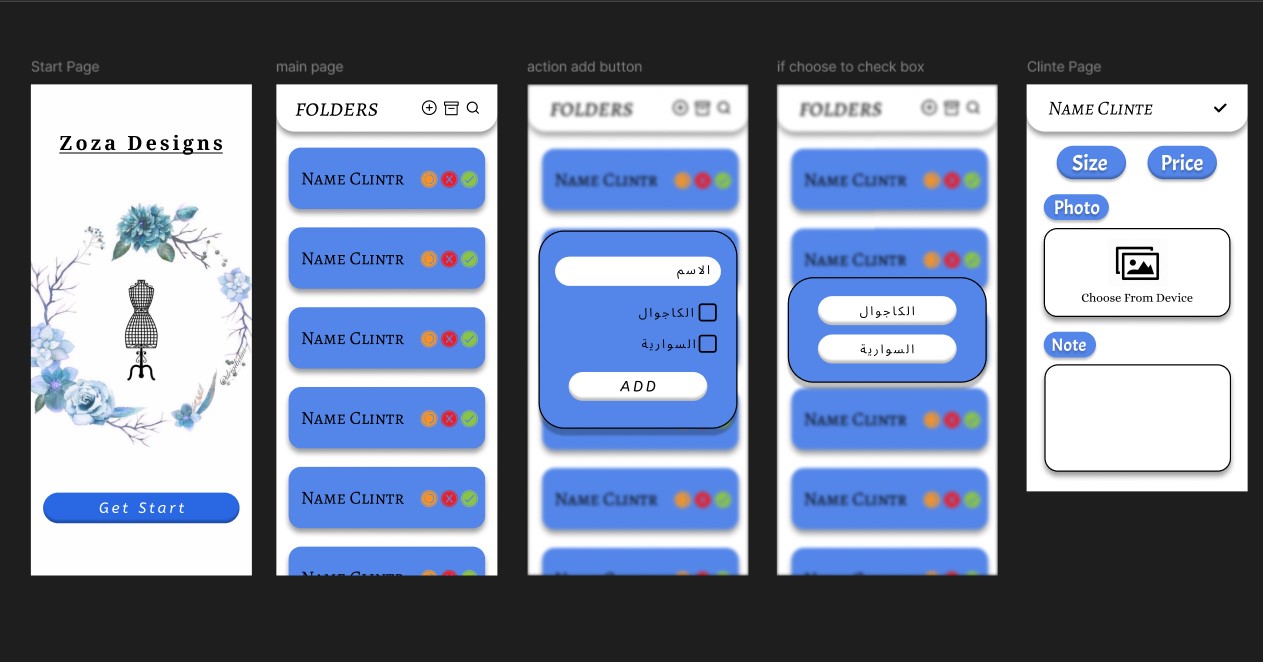 Start Page
Zoza Designs
Get Start
main page
FOLDERS
NAME CLINTR
NAME CLINTR
NAME CLINTR
NAME CLINTR
NAME CLINTR
NAME CLINTR
action add button
FOLDERS
NAME CLINTR
الاسم
الكاجوال
السوارية
ADD
NAME CLINTR
if choose to check box
FOLDERS
NAME CLINTR
NAME CLINTR
الكاجوال
السوارية
NAME CLINTR
NAME CLINTR
Clinte Page
NAME CLINTE
Size
Price
Photo
Choose From Device
Note